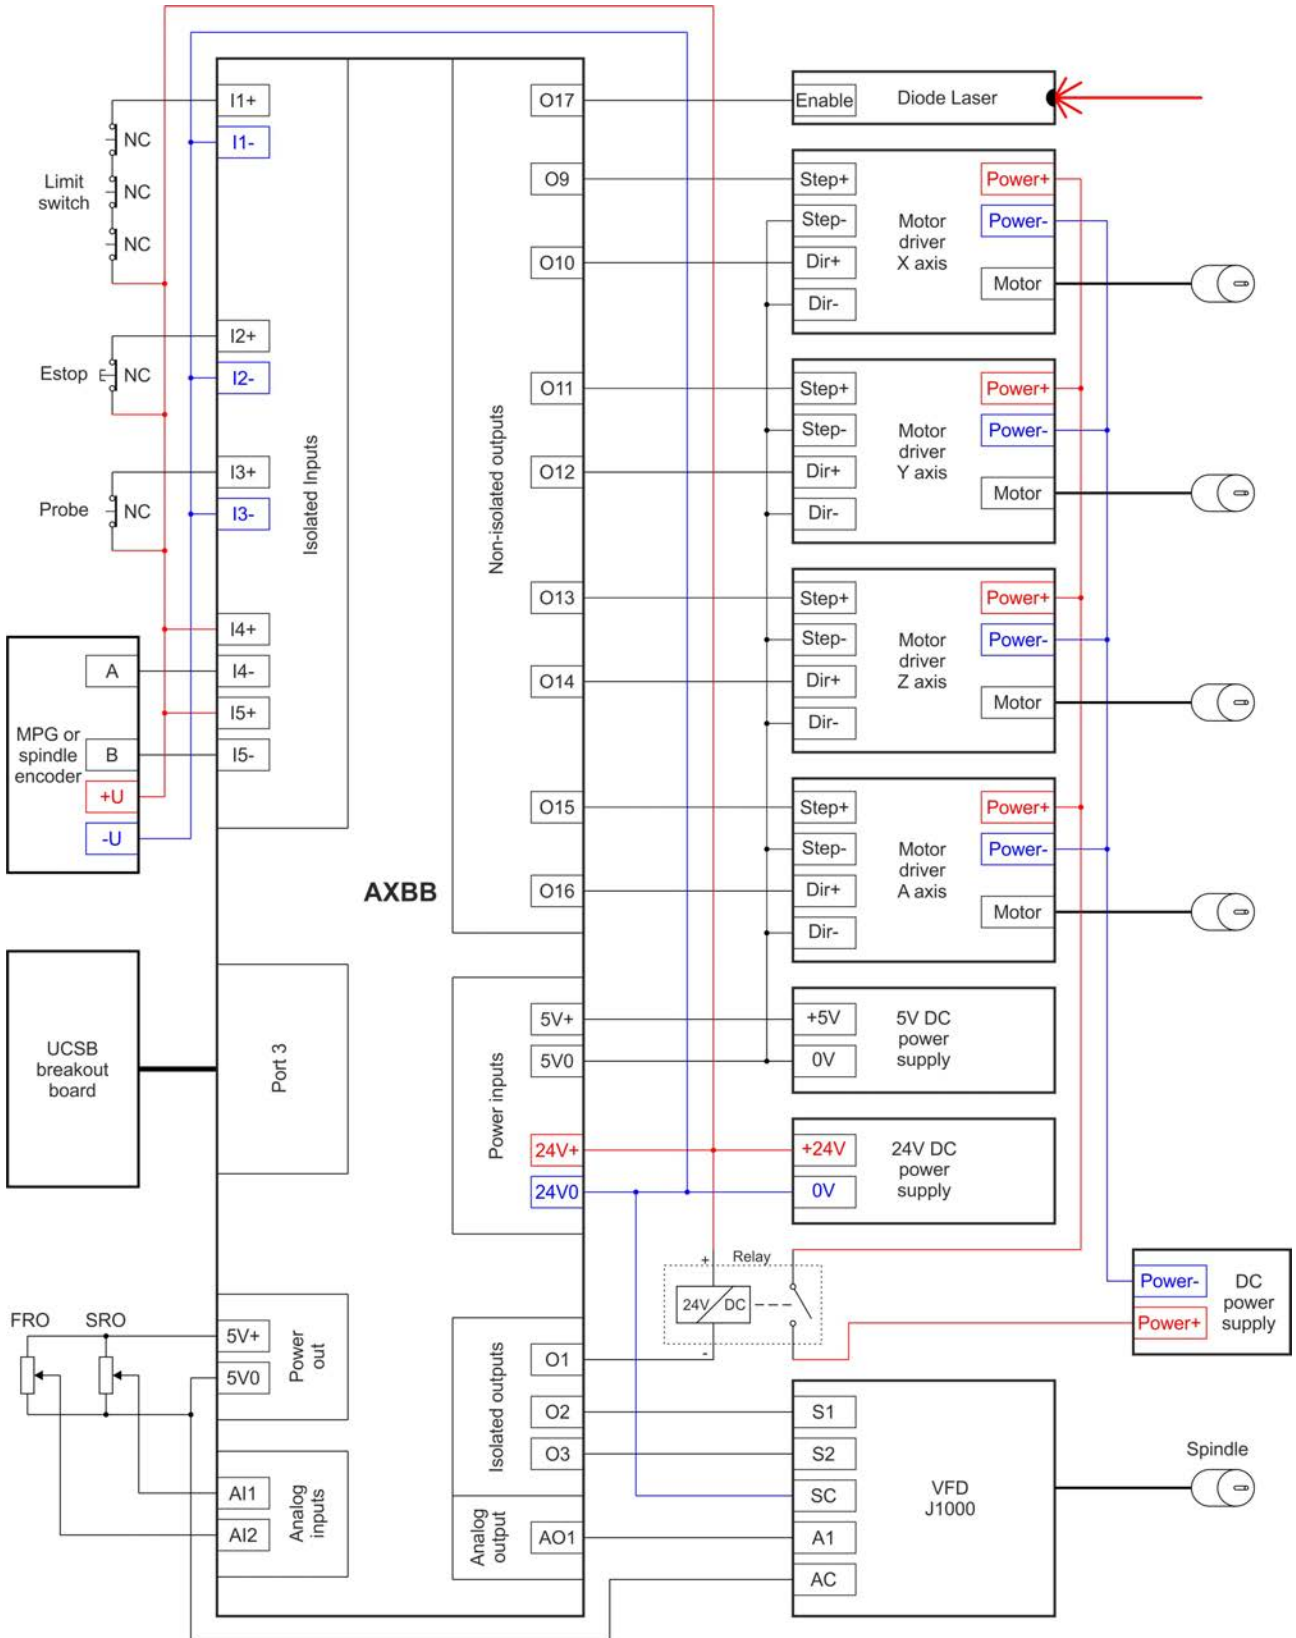 I1+
I1-
NC
NC
NC
Limit
switch
I2+
I2-
Estop
NC
I3+
I3-
Probe
NC
I4+
I4-
I5+
I5-
Isolated Inputs
A
B
+U
-U
MPG or
spindle
encoder
AXBB
UCSB
breakout
board
Port 3
FRO
SRO
5V+
5V0
Power
out
AI1
AI2
Analog
inputs
O17
O9
O10
O11
O12
O13
O14
O15
O16
Non-isolated outputs
5V+
5V0
24V+
24V0
Power inputs
O1
O2
O3
Isolated outputs
AO1
Analog
output
Enable
Diode Laser
Step+
Step-
Dir+
Dir-
Motor
driver
X axis
Power+
Power-
Motor
Step+
Step-
Dir+
Dir-
Motor
driver
Y axis
Power+
Power-
Motor
Step+
Step-
Dir+
Dir-
Motor
driver
Z axis
Power+
Power-
Motor
Step+
Step-
Dir+
Dir-
Motor
driver
A axis
Power+
Power-
Motor
+5V
0V
5V DC
power
supply
+24V
0V
24V DC
power
supply
+
Relay
24V
DC
-
Power-
Power+
DC
power
supply
S1
S2
SC
A1
AC
VFD
J1000
Spindle